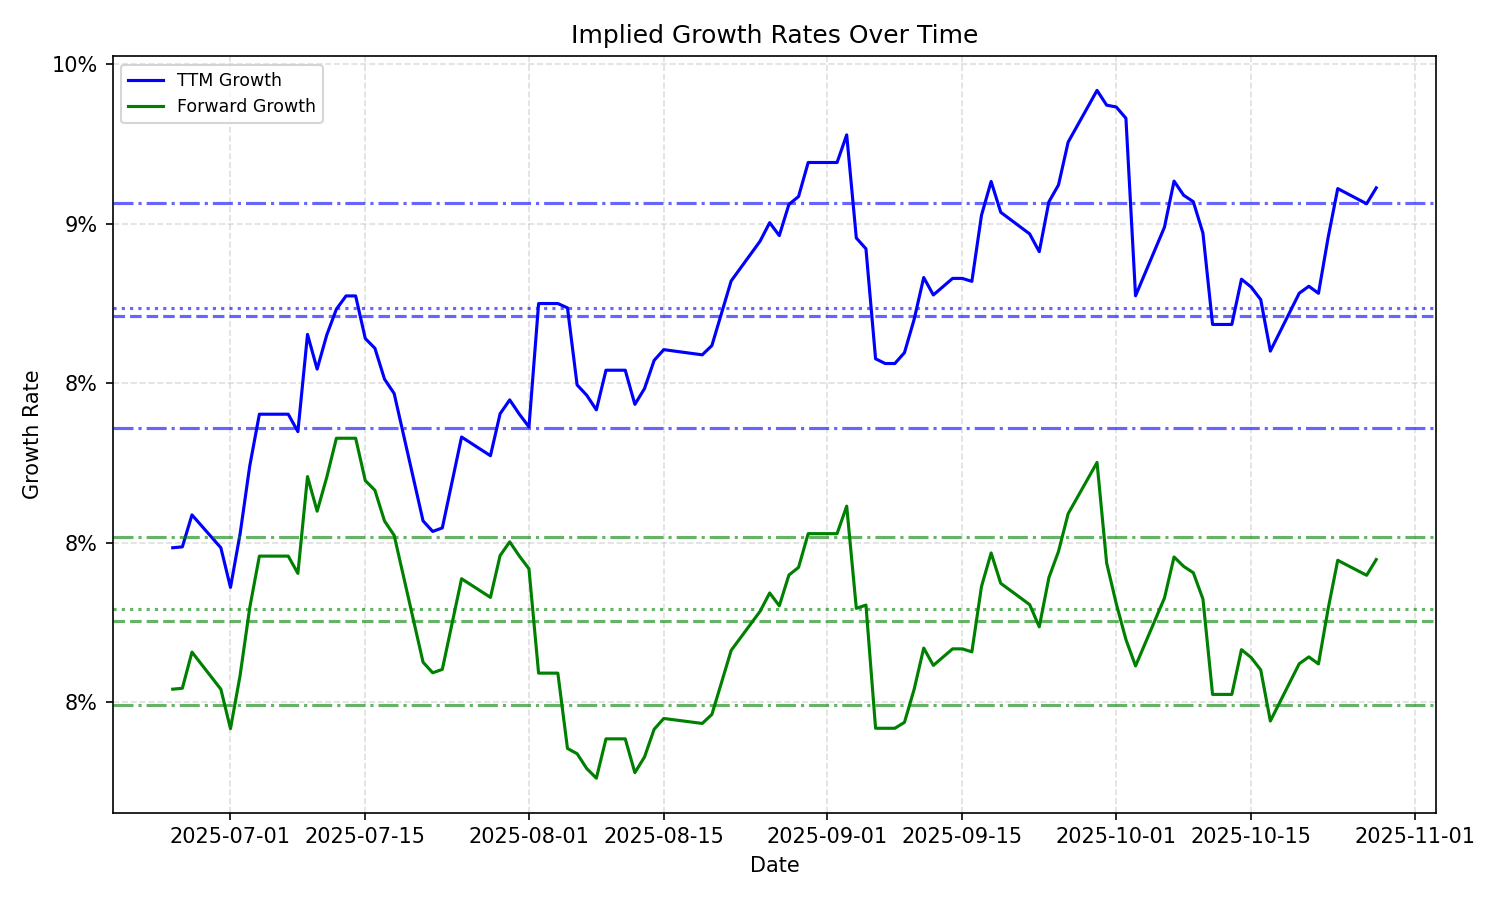 Implied Growth Rates Over Time
TTM Growth
Forward Growth
Growth Rate
10%
9%
8%
8%
8%
2025-07-01
2025-07-15
2025-08-01
2025-08-15
2025-09-01
2025-09-15
2025-10-01
2025-10-15
2025-11-01
Date